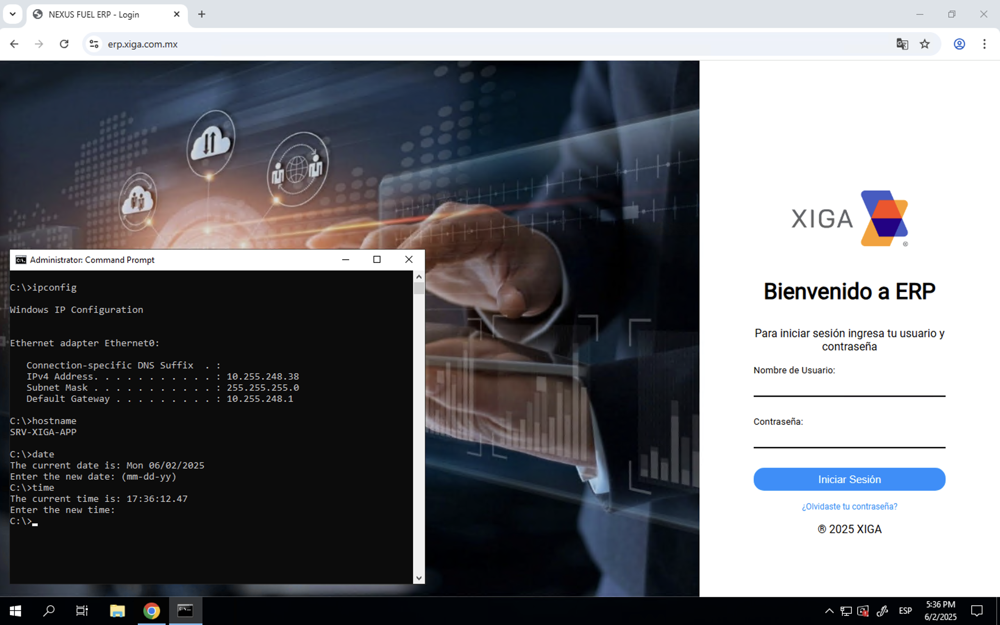 NEXUS FUEL ERP - Login
erp.xiga.com.mx
XIGA
®
Bienvenido a ERP
Para iniciar sesión ingresa tu usuario y
contraseña
Nombre de Usuario:
Contraseña:
Iniciar Sesión
¿Olvidaste tu contraseña?
® 2025 XIGA
Administrator: Command Prompt
C:\>ipconfig
Windows IP Configuration
Ethernet adapter Ethernet0:
Connection-specific DNS Suffix . :
IPv4 Address. . . . . . . . . . . : 10.255.248.38
Subnet Mask . . . . . . . . . . . : 255.255.255.0
Default Gateway . . . . . . . . . : 10.255.248.1
C:\>hostname
SRV-XIGA-APP
C:\>date
The current date is: Mon 06/02/2025
Enter the new date: (mm-dd-yy)
C:\>time
The current time is: 17:36:12.47
Enter the new time:
C:\>
ESP
5:36 PM
6/2/2025